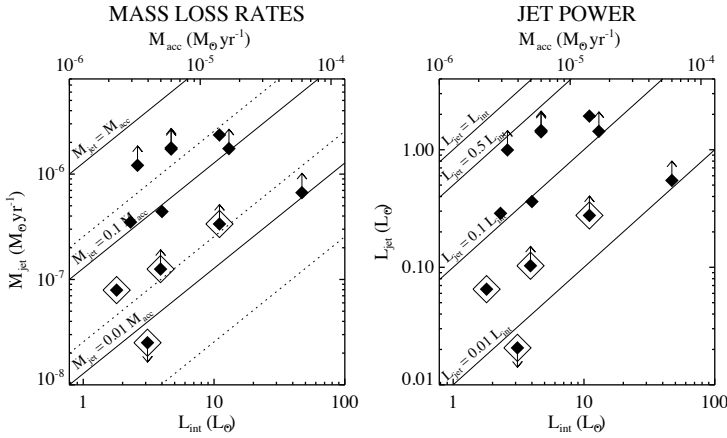 MASS LOSS RATES
M_acc (M_⊙ yr^-1)
10^-6 10^-5 10^-4
10^-5
10^-6
10^-7
10^-8
M_jet (M_⊙ yr^-1)
M_jet = M_acc
M_jet = 0.1 M_acc
M_jet = 0.01 M_acc
1 10 100
L_int (L_⊙)
JET POWER
M_acc (M_⊙ yr^-1)
10^-6 10^-5 10^-4
1.00
0.10
0.01
L_jet (L_⊙)
L_jet = L_int
L_jet = 0.5 L_int
L_jet = 0.1 L_int
L_jet = 0.01 L_int
1 10 100
L_int (L_⊙)